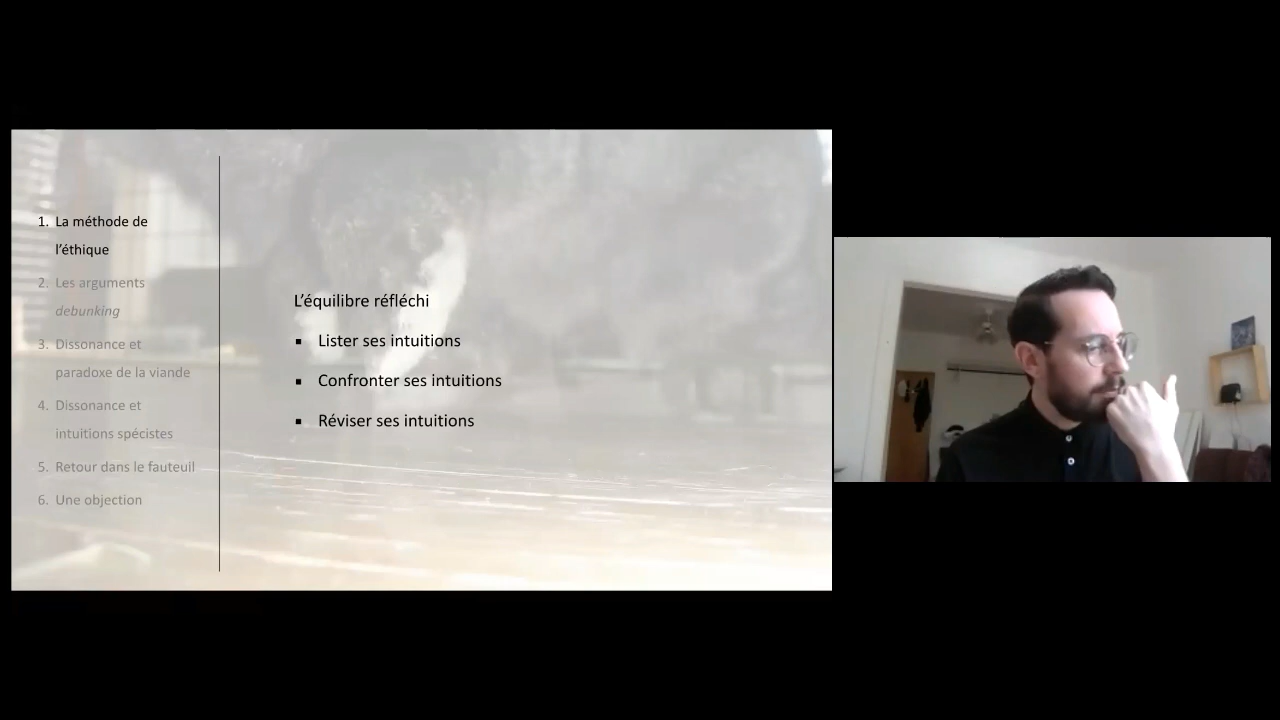 1. La méthode de
l’éthique
2. Les arguments
debunking
3. Dissonance et
paradoxe de la viande
4. Dissonance et
intuitions spécistes
5. Retour dans le fauteuil
6. Une objection
L’équilibre réfléchi
▪ Lister ses intuitions
▪ Confronter ses intuitions
▪ Réviser ses intuitions